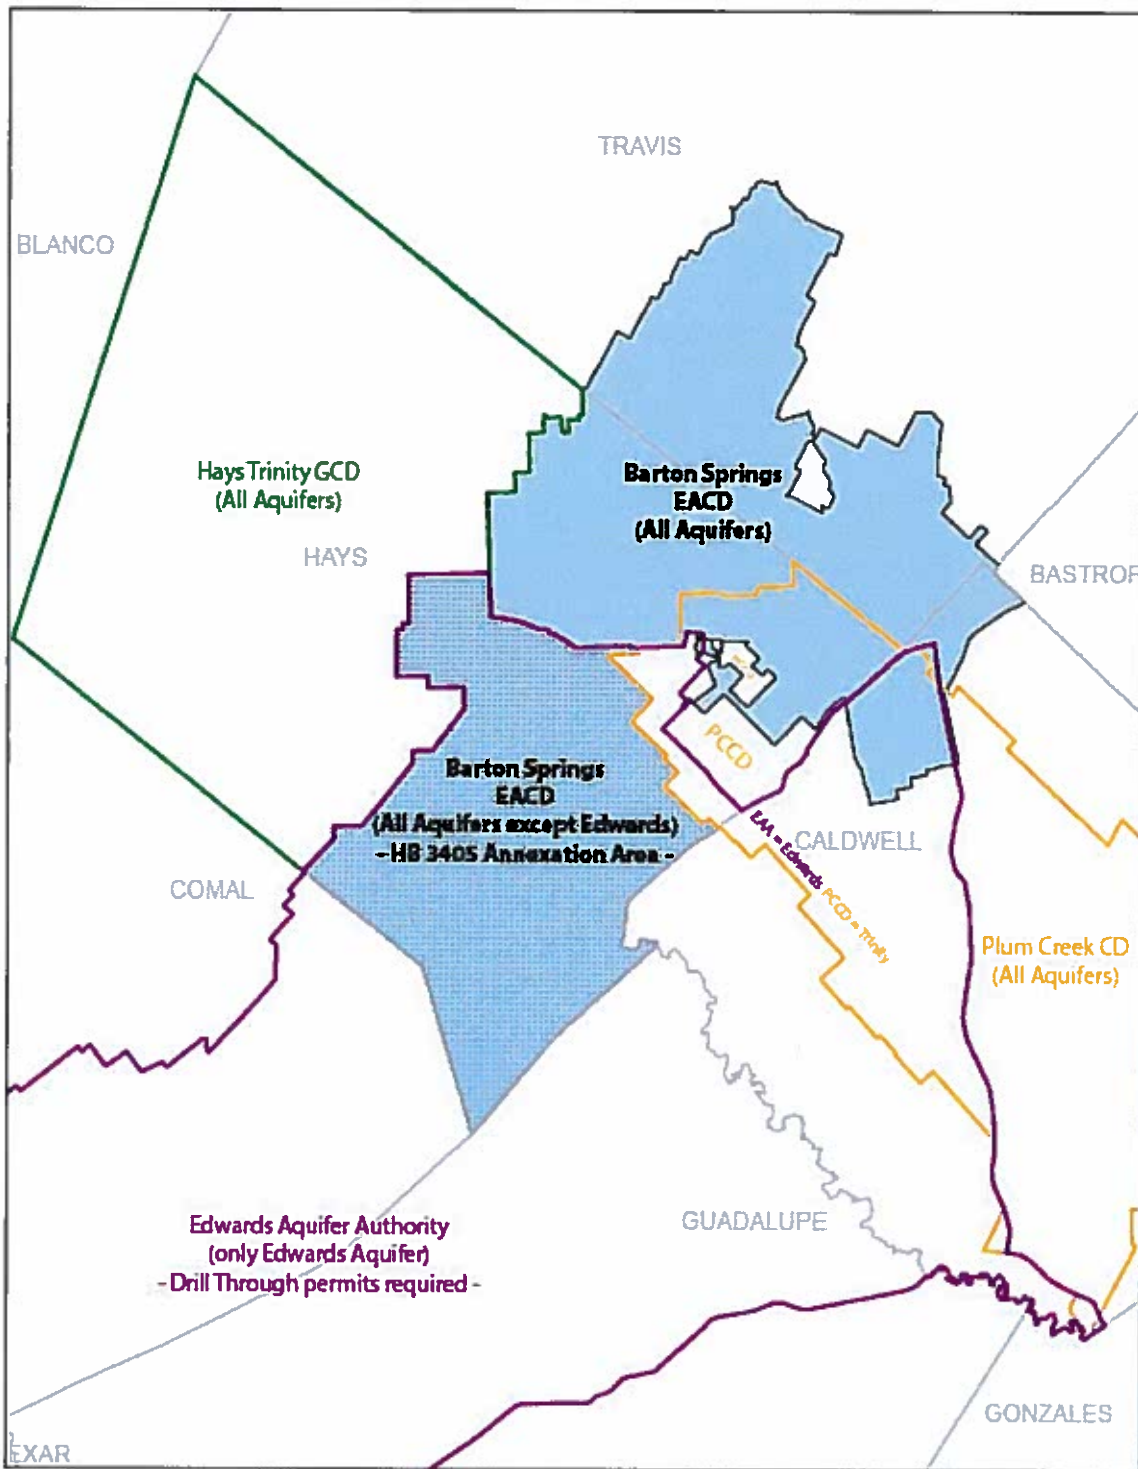 TRAVIS
BLANCO
Hays Trinity GCD
(All Aquifers)
Barton Springs
EACD
(All Aquifers)
HAYS
BASTROP
PCCD
Barton Springs
EACD
(All Aquifers except Edwards)
- HB 3405 Annexation Area -
EAA = Edwards PCCD = Trinity
CALDWELL
COMAL
Plum Creek CD
(All Aquifers)
GUADALUPE
Edwards Aquifer Authority
(only Edwards Aquifer)
- Drill Through permits required -
GONZALES
EXAR